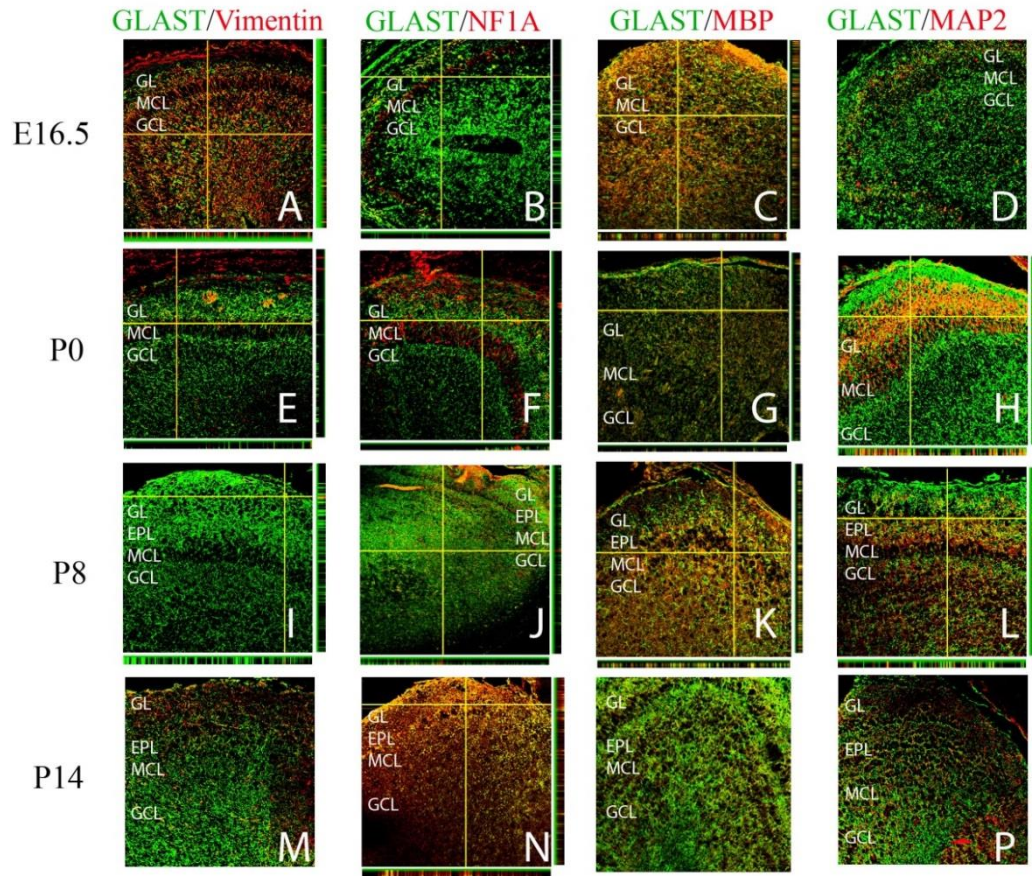 GLAST/Vimentin GLAST/NF1A GLAST/MBP GLAST/MAP2
E16.5
GL
MCL
GCL
A
GL
MCL
GCL
B
GL
MCL
GCL
C
GL
MCL
GCL
D
P0
GL
MCL
GCL
E
GL
MCL
GCL
F
GL
MCL
GCL
G
GL
MCL
GCL
H
P8
GL
EPL
MCL
GCL
I
GL
EPL
MCL
GCL
J
GL
EPL
MCL
GCL
K
GL
EPL
MCL
GCL
L
P14
GL
EPL
MCL
GCL
M
GL
EPL
MCL
GCL
N
GL
EPL
MCL
GCL
GL
EPL
MCL
GCL
P